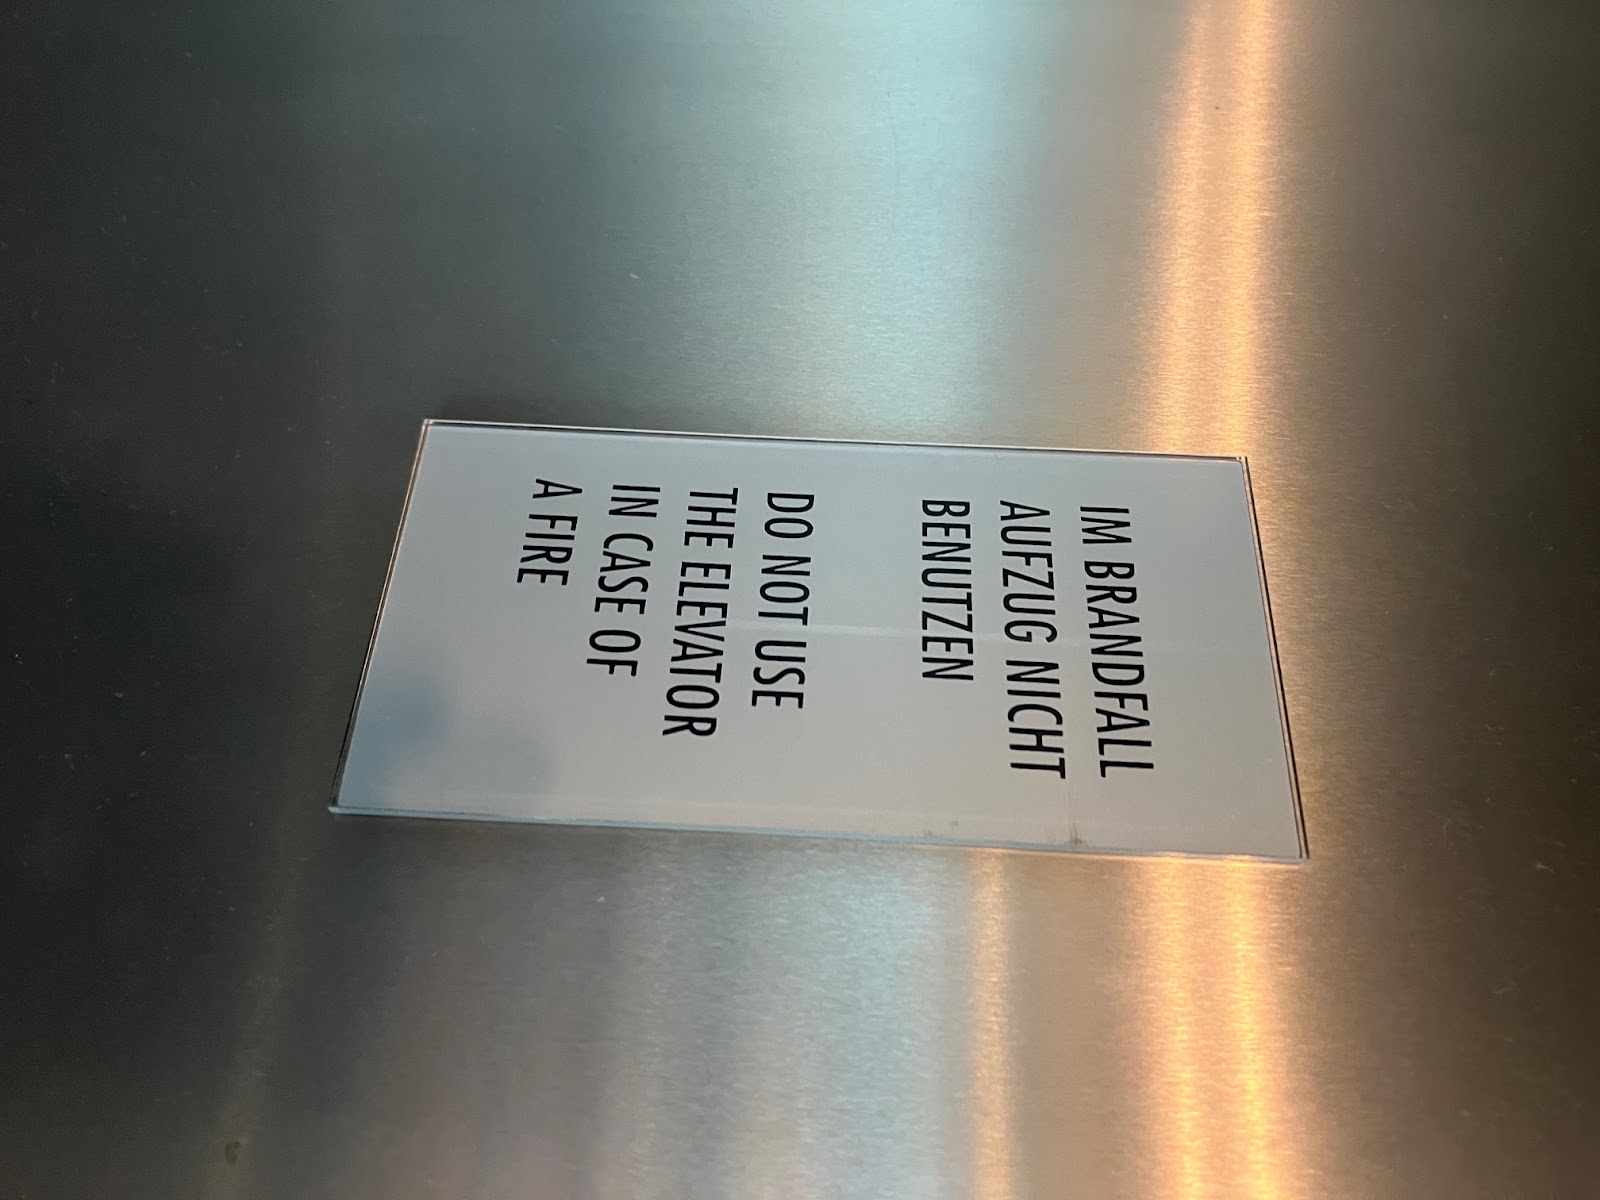 IM BRANDFALL
AUFZUG NICHT
BENUTZEN
DO NOT USE
THE ELEVATOR
IN CASE OF
A FIRE